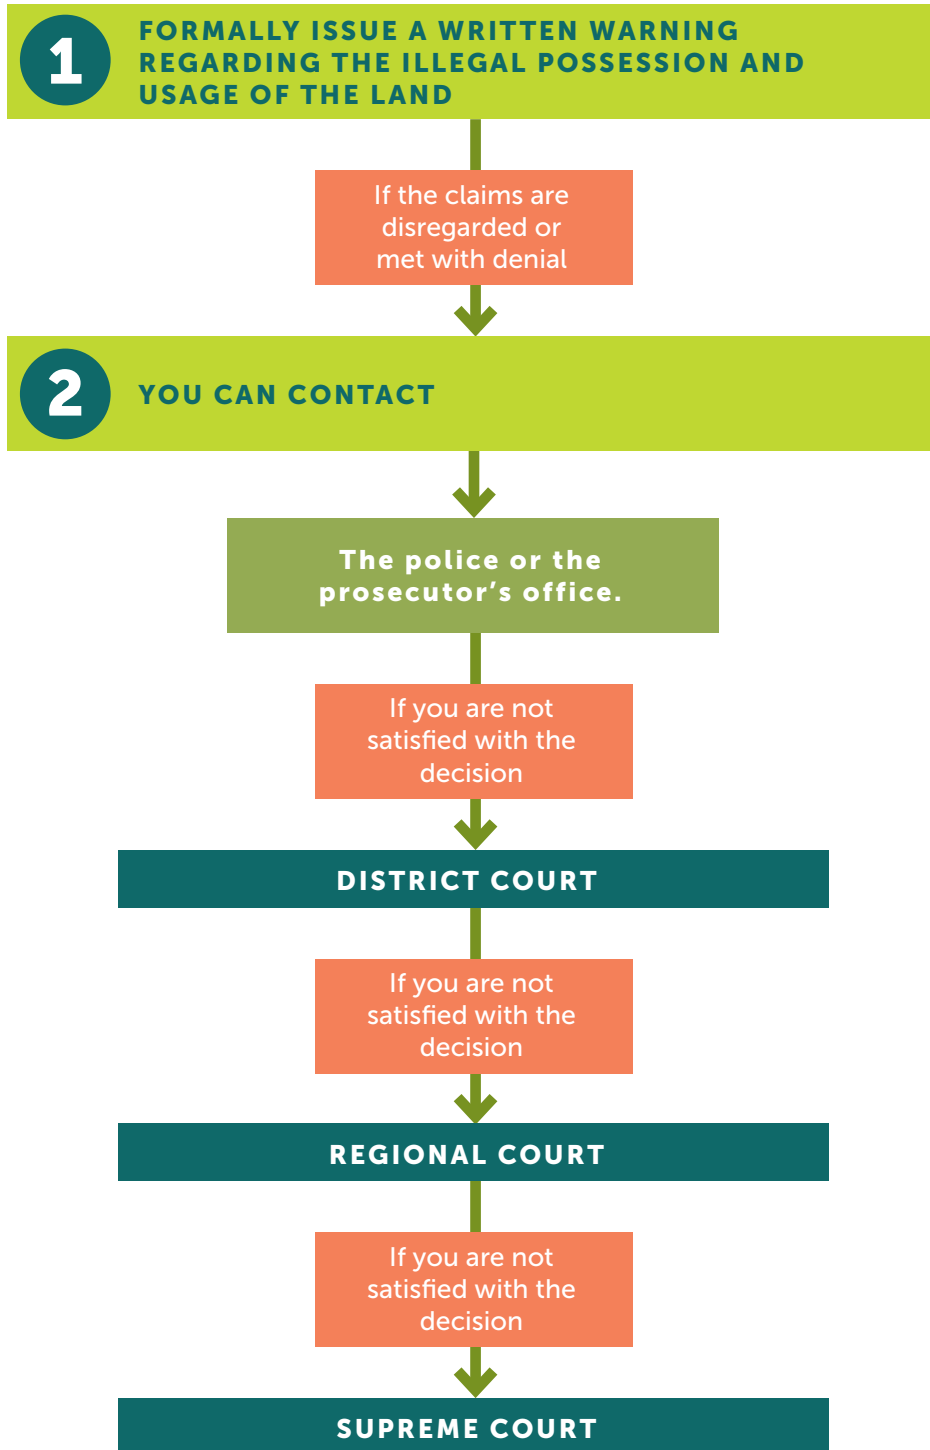 1
FORMALLY ISSUE A WRITTEN WARNING
REGARDING THE ILLEGAL POSSESSION AND
USAGE OF THE LAND
If the claims are
disregarded or
met with denial
2
YOU CAN CONTACT
The police or the
prosecutor’s office.
If you are not
satisfied with the
decision
DISTRICT COURT
If you are not
satisfied with the
decision
REGIONAL COURT
If you are not
satisfied with the
decision
SUPREME COURT